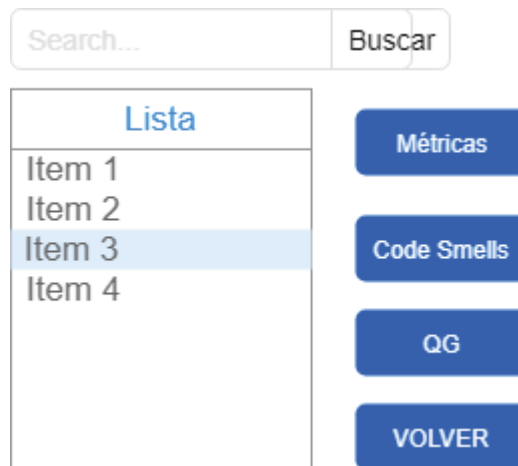 Search...
Buscar
Lista
Item 1
Item 2
Item 3
Item 4
Métricas
Code Smells
QG
VOLVER